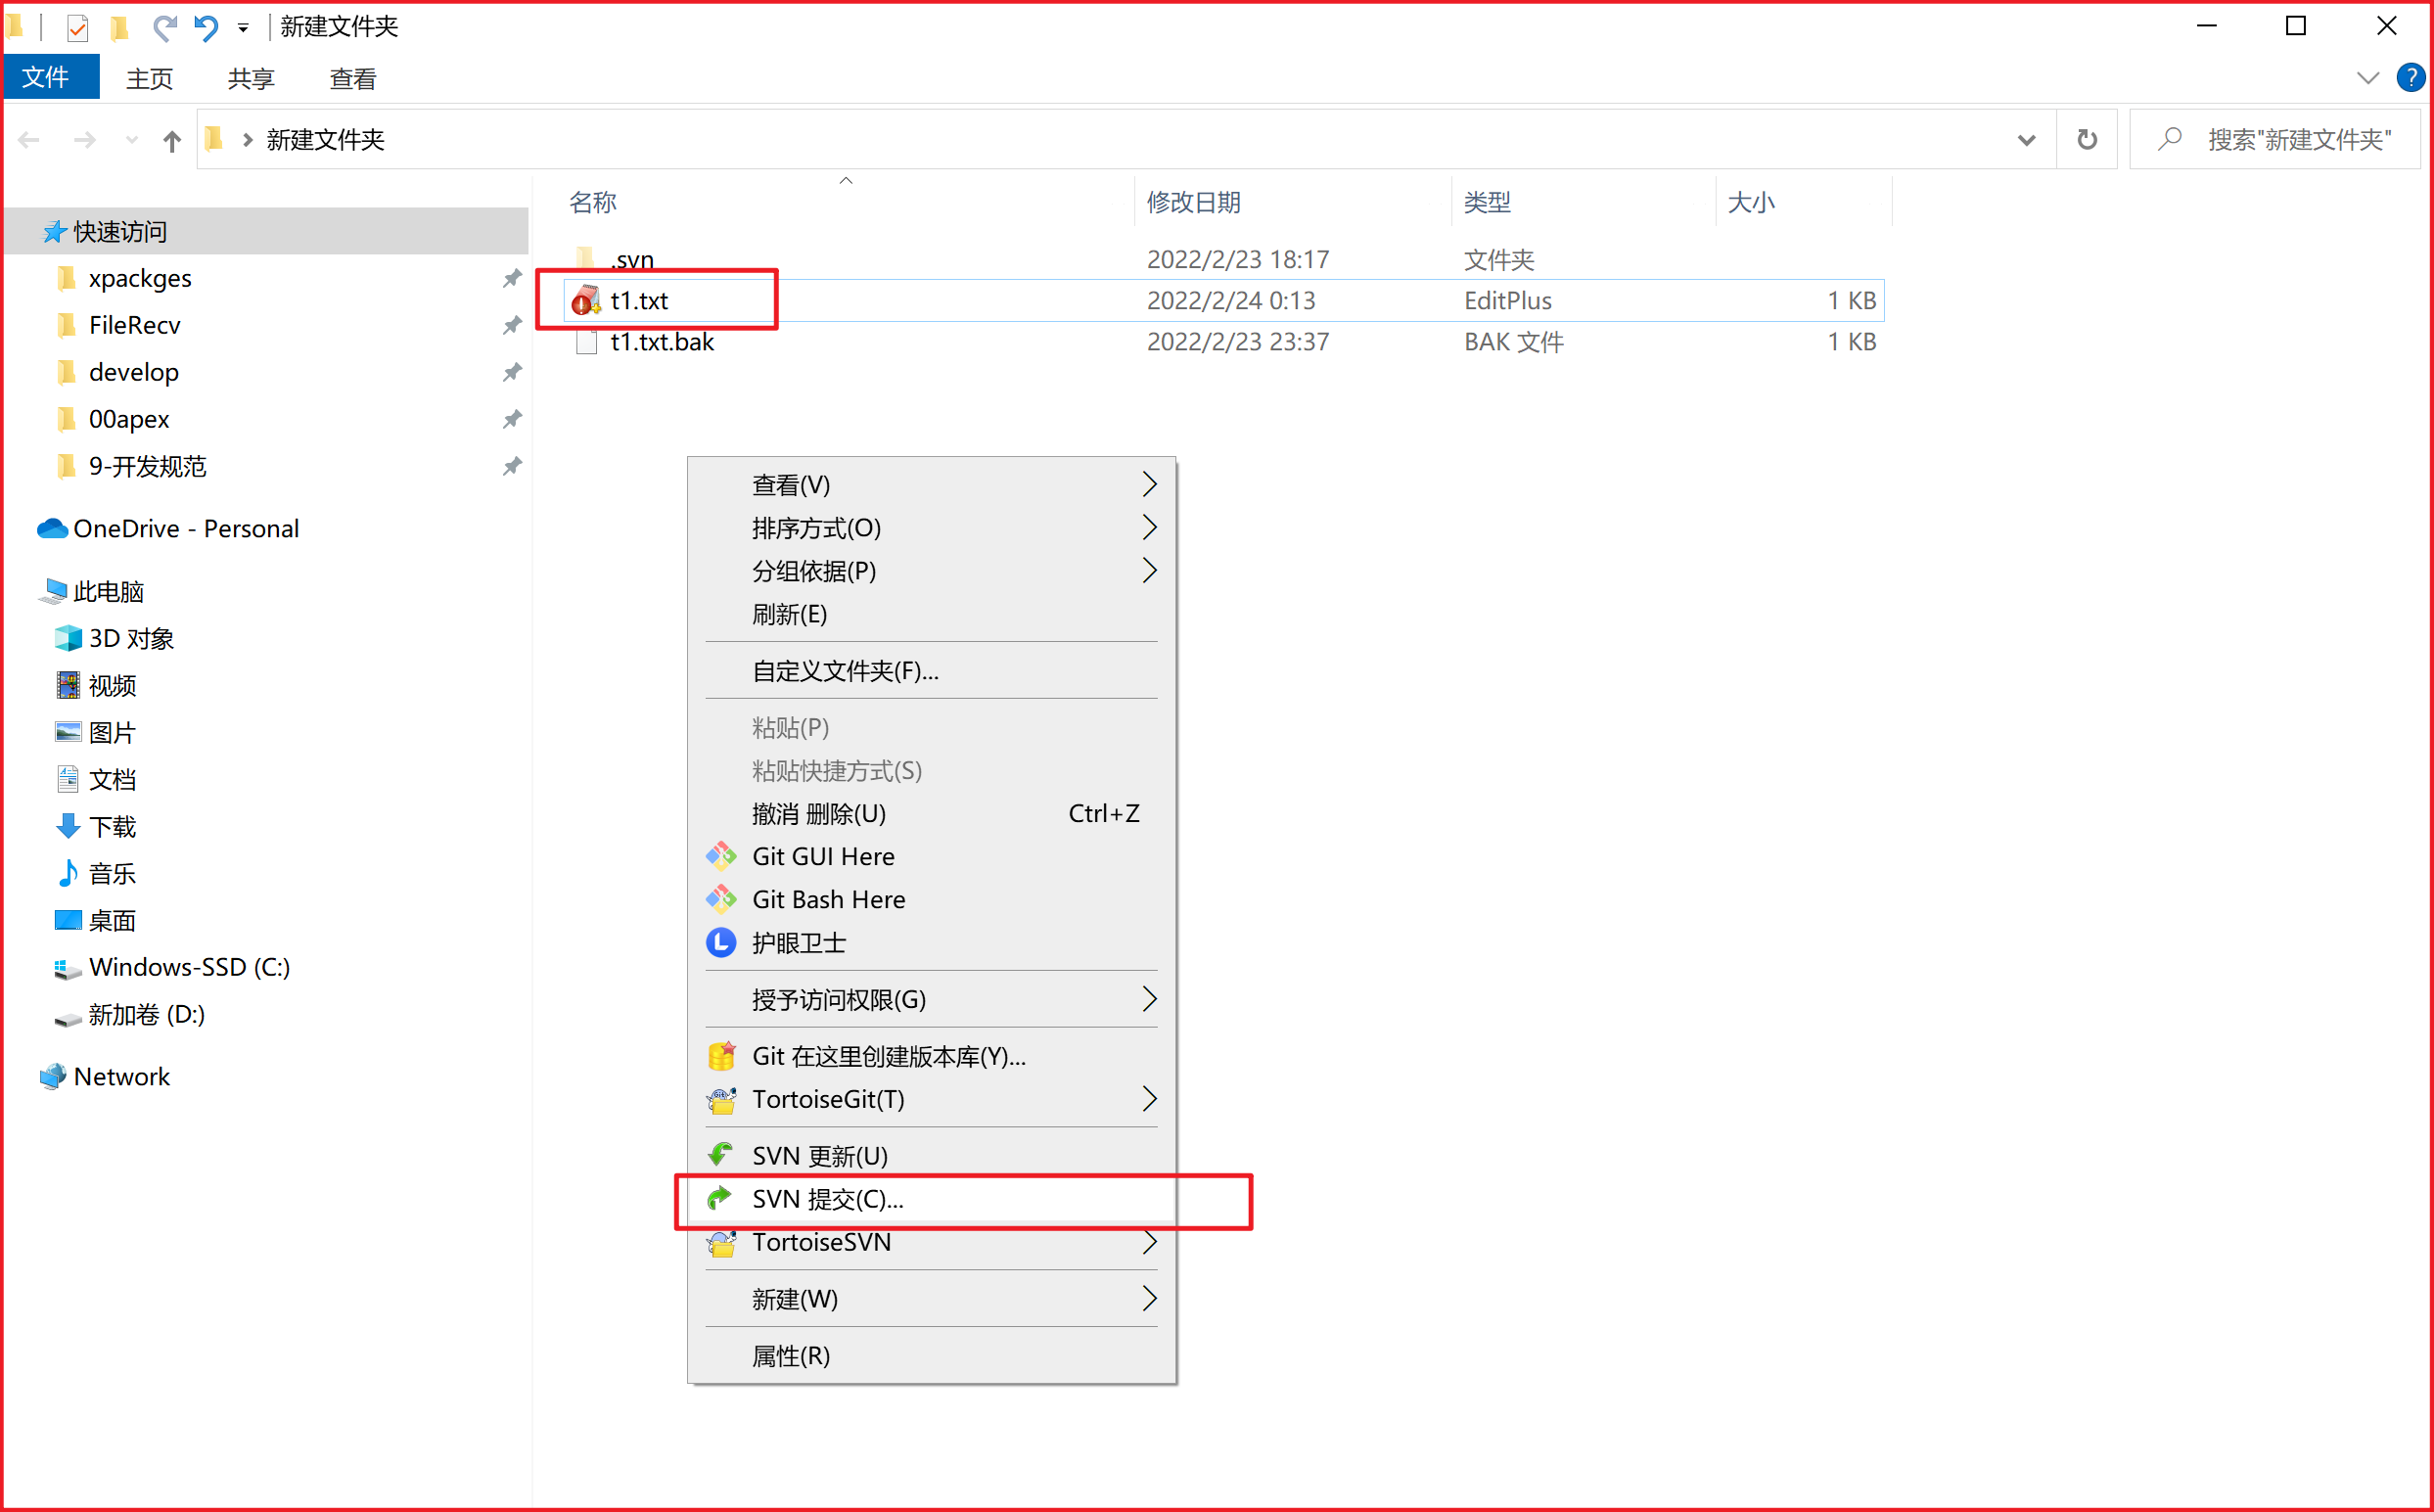 新建文件夹
文件 主页 共享 查看
新建文件夹
搜索"新建文件夹"
名称 修改日期 类型 大小
快速访问
xpackges
FileRecv
develop
00apex
9-开发规范
OneDrive - Personal
此电脑
3D 对象
视频
图片
文档
下载
音乐
桌面
Windows-SSD (C:)
新加卷 (D:)
Network
.svn 2022/2/23 18:17 文件夹
t1.txt 2022/2/24 0:13 EditPlus 1 KB
t1.txt.bak 2022/2/23 23:37 BAK 文件 1 KB
查看(V)
排序方式(O)
分组依据(P)
刷新(E)
自定义文件夹(F)...
粘贴(P)
粘贴快捷方式(S)
撤消 删除(U) Ctrl+Z
Git GUI Here
Git Bash Here
护眼卫士
授予访问权限(G)
Git 在这里创建版本库(Y)...
TortoiseGit(T)
SVN 更新(U)
SVN 提交(C)...
TortoiseSVN
新建(W)
属性(R)